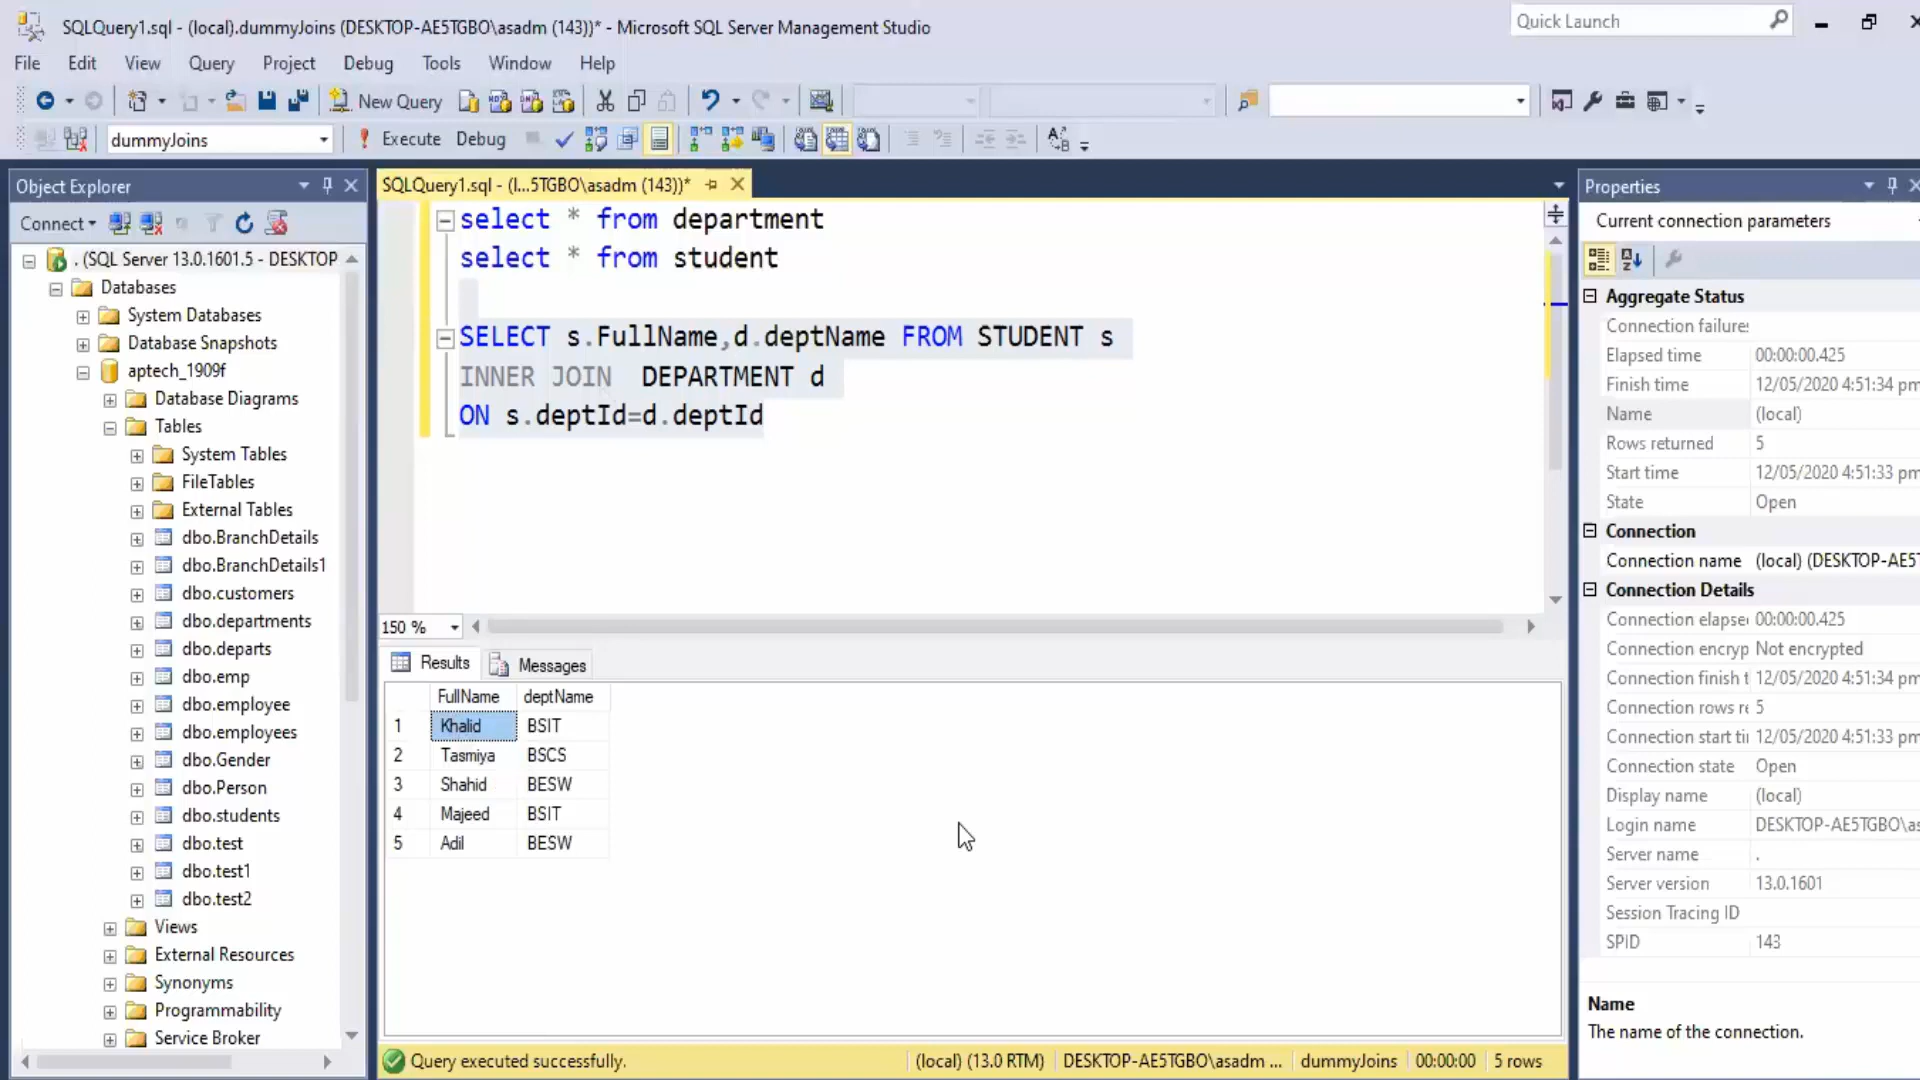 SQLQuery1.sql - (local).dummyJoins (DESKTOP-AE5TGBO\asadm (143))* - Microsoft SQL Server Management Studio
Quick Launch
File Edit View Query Project Debug Tools Window Help
New Query
dummyJoins
Execute Debug
Object Explorer
Connect
. (SQL Server 13.0.1601.5 - DESKTOP
Databases
System Databases
Database Snapshots
aptech_1909f
Database Diagrams
Tables
System Tables
FileTables
External Tables
dbo.BranchDetails
dbo.BranchDetails1
dbo.customers
dbo.departments
dbo.departs
dbo.emp
dbo.employee
dbo.employees
dbo.Gender
dbo.Person
dbo.students
dbo.test
dbo.test1
dbo.test2
Views
External Resources
Synonyms
Programmability
Service Broker
SQLQuery1.sql - (l...5TGBO\asadm (143))*
select * from department
select * from student
SELECT s.FullName,d.deptName FROM STUDENT s
INNER JOIN DEPARTMENT d
ON s.deptId=d.deptId
150 %
Results Messages
FullName deptName
1 Khalid BSIT
2 Tasmiya BSCS
3 Shahid BESW
4 Majeed BSIT
5 Adil BESW
Query executed successfully.
(local) (13.0 RTM) DESKTOP-AE5TGBO\asadm ... dummyJoins 00:00:00 5 rows
Properties
Current connection parameters
Aggregate Status
Connection failures
Elapsed time 00:00:00.425
Finish time 12/05/2020 4:51:34 pm
Name (local)
Rows returned 5
Start time 12/05/2020 4:51:33 pm
State Open
Connection
Connection name (local) (DESKTOP-AE5T
Connection Details
Connection elapsed 00:00:00.425
Connection encryp Not encrypted
Connection finish t 12/05/2020 4:51:34 pm
Connection rows re 5
Connection start ti 12/05/2020 4:51:33 pm
Connection state Open
Display name (local)
Login name DESKTOP-AE5TGBO\as
Server name .
Server version 13.0.1601
Session Tracing ID
SPID 143
Name
The name of the connection.